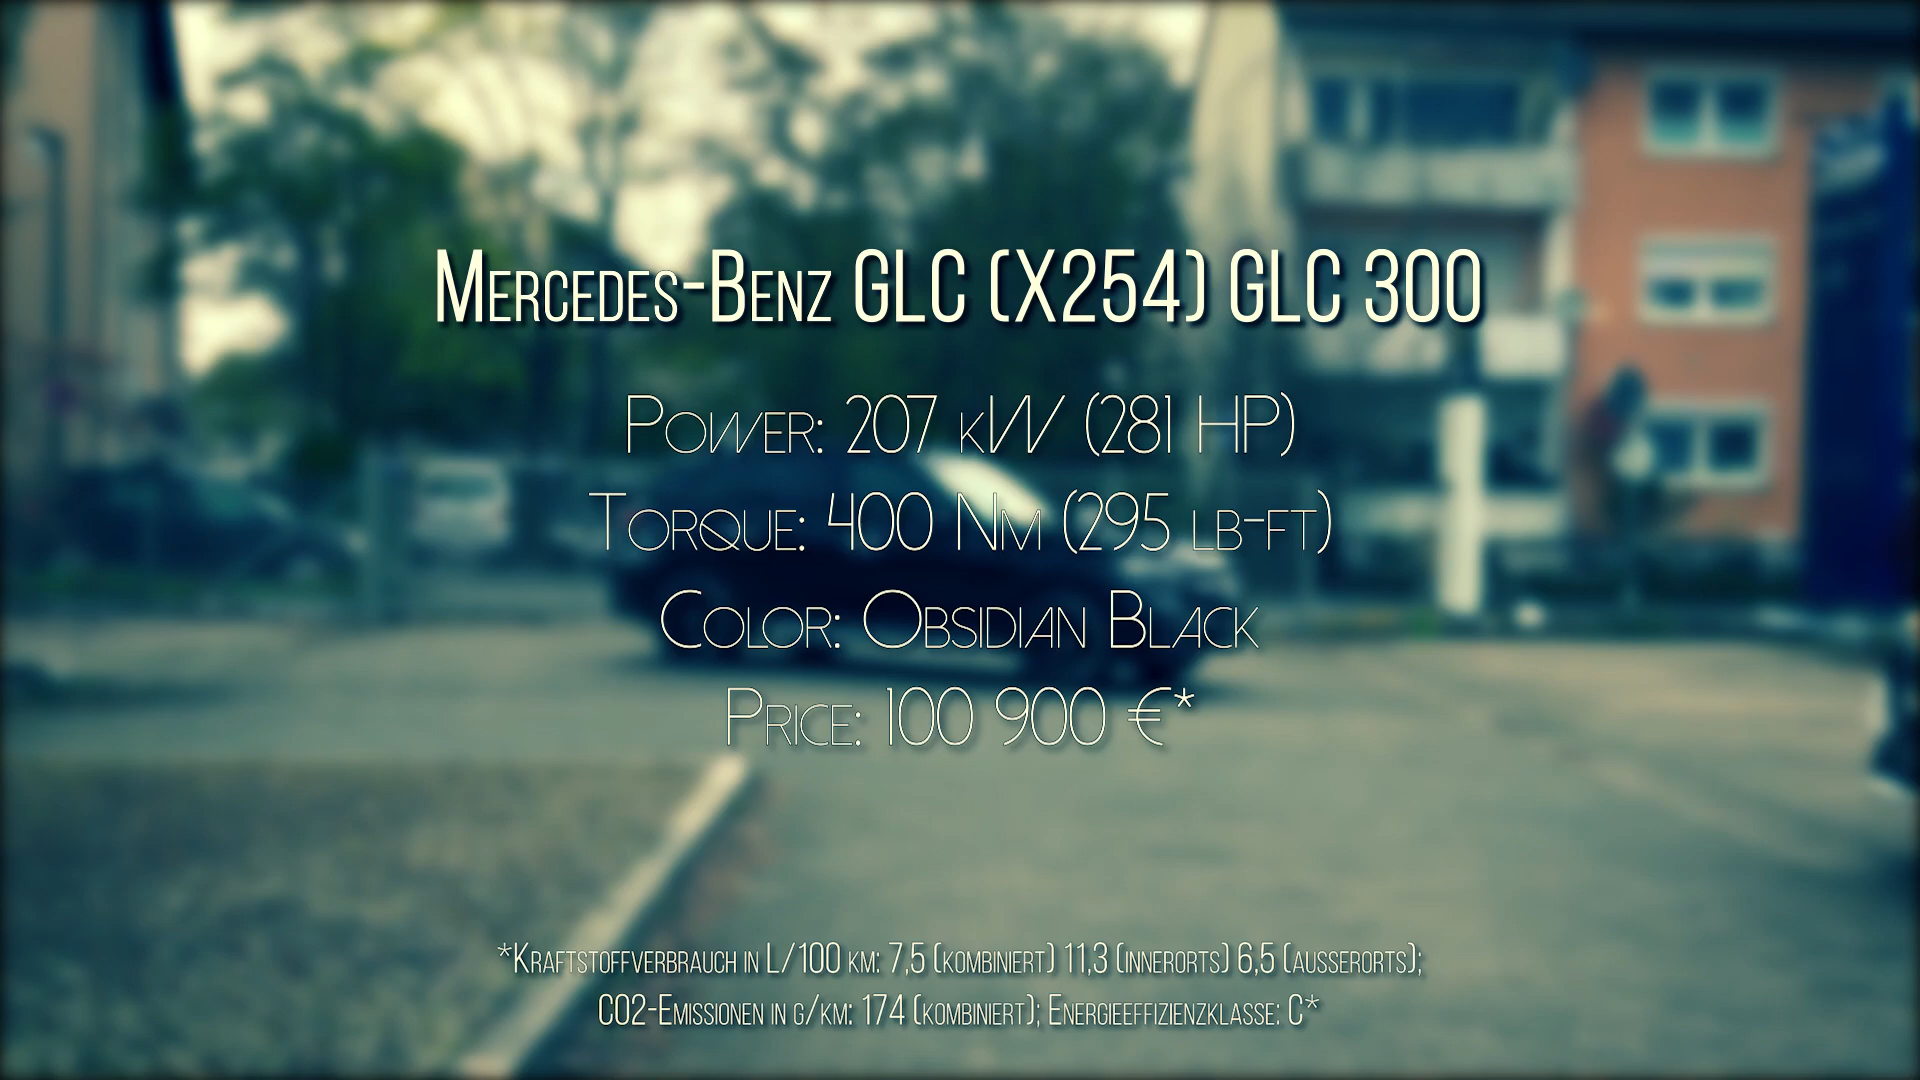 Mercedes-Benz GLC (X254) GLC 300
Power: 207 kW (281 HP)
Torque: 400 Nm (295 lb-ft)
Color: Obsidian Black
Price: 100 900 €*
*Kraftstoffverbrauch in L/100 km: 7,5 (kombiniert) 11,3 (innerorts) 6,5 (ausserorts);
CO2-Emissionen in g/km: 174 (kombiniert); Energieeffizienzklasse: C*